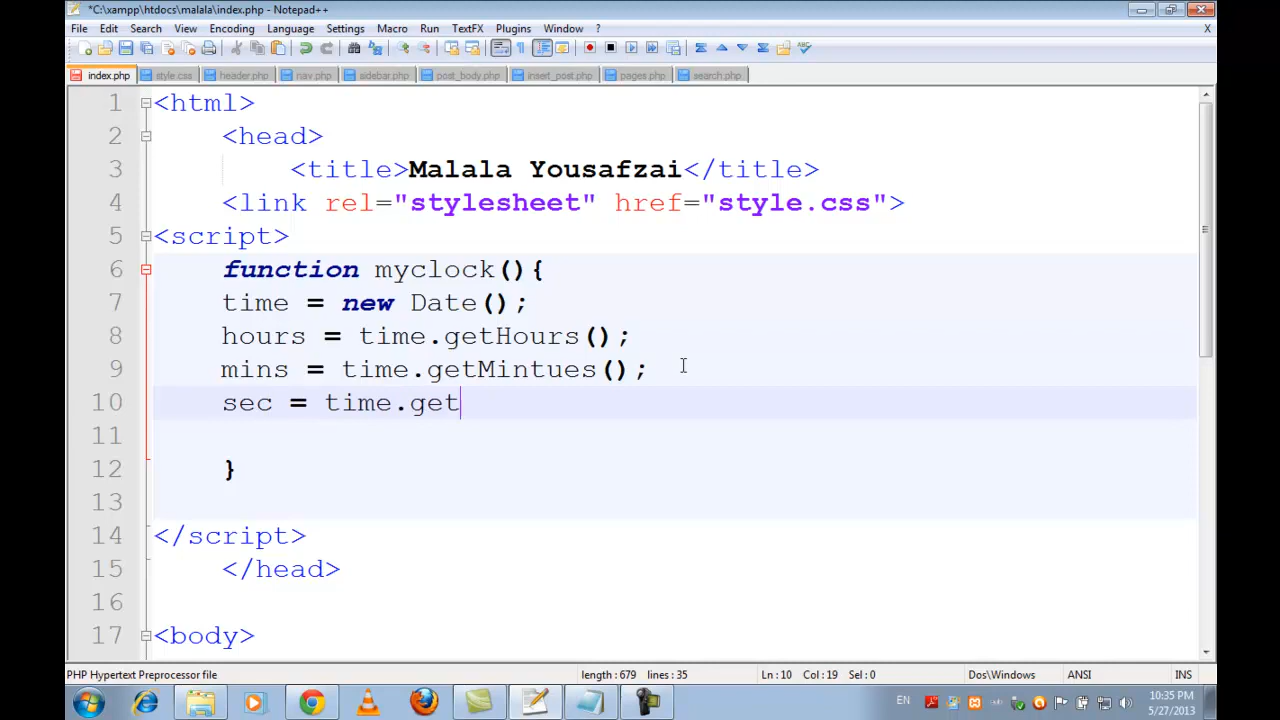 *C:\xampp\htdocs\malala\index.php - Notepad++
File Edit Search View Encoding Language Settings Macro Run TextFX Plugins Window ? X
index.php style.css header.php nav.php sidebar.php post_body.php insert_post.php pages.php search.php
1 <html>
2 <head>
3 <title>Malala Yousafzai</title>
4 <link rel="stylesheet" href="style.css">
5 <script>
6 function myclock(){
7 time = new Date();
8 hours = time.getHours();
9 mins = time.getMintues();
10 sec = time.get
11
12 }
13
14 </script>
15 </head>
16
17 <body>
PHP Hypertext Preprocessor file length : 679 lines : 35 Ln : 10 Col : 19 Sel : 0 Dos\Windows ANSI INS
EN 10:35 PM
5/27/2013